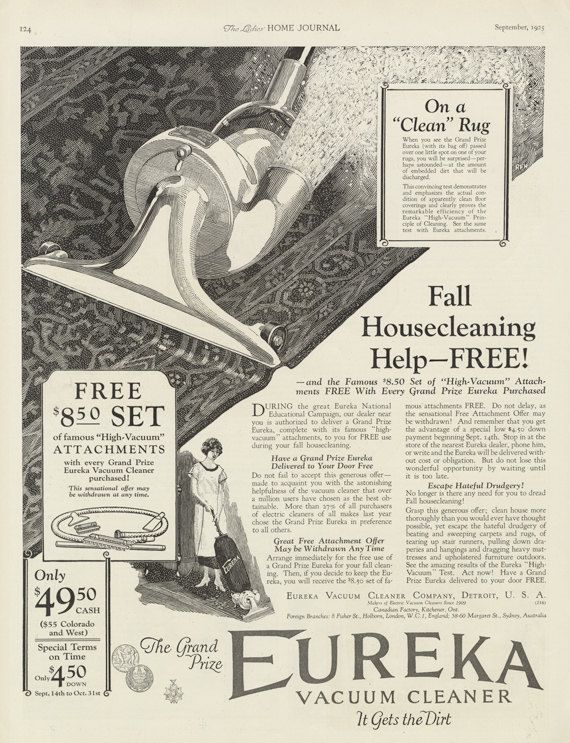 124
The Ladies' HOME JOURNAL
September, 1925
On a
"Clean" Rug
When you see the Grand Prize
Eureka (with its bag off) passed
over one little spot on one of your
rugs, you will be surprised—per-
haps astounded—at the amount
of embedded dirt that will be
discharged.
This convincing test demonstrates
and emphasizes the actual con-
dition of apparently clean floor
coverings and clearly proves the
remarkable efficiency of the
Eureka "High-Vacuum" Prin-
ciple of Cleaning. See the same
test with Eureka attachments.
Fall
Housecleaning
Help—FREE!
—and the Famous $8.50 Set of "High-Vacuum" Attach-
ments FREE With Every Grand Prize Eureka Purchased
DURING the great Eureka National
Educational Campaign, our dealer near
you is authorized to deliver a Grand Prize
Eureka, complete with its famous "high-
vacuum" attachments, to you for FREE use
during your fall housecleaning.
Have a Grand Prize Eureka
Delivered to Your Door Free
Do not fail to accept this generous offer—
made to acquaint you with the astonishing
helpfulness of the vacuum cleaner that over
a million users have chosen as the best ob-
tainable. More than 27% of all purchasers
of electric cleaners of all makes last year
chose the Grand Prize Eureka in preference
to all others.
Great Free Attachment Offer
May be Withdrawn Any Time
Arrange immediately for the free use of
a Grand Prize Eureka for your fall clean-
ing. Then, if you decide to keep the Eu-
reka, you will receive the $8.50 set of fa-
mous attachments FREE. Do not delay, as
the sensational Free Attachment Offer may
be withdrawn! And remember that you get
the advantage of a special low $4.50 down
payment beginning Sept. 14th. Stop in at the
store of the nearest Eureka dealer, phone him,
or write and the Eureka will be delivered with-
out cost or obligation. But do not lose this
wonderful opportunity by waiting until
it is too late.
Escape Hateful Drudgery!
No longer is there any need for you to dread
Fall housecleaning!
Grasp this generous offer; clean house more
thoroughly than you would ever have thought
possible, yet escape the hateful drudgery of
beating and sweeping carpets and rugs, of
tearing up stair runners, pulling down dra-
peries and hangings and dragging heavy mat-
tresses and upholstered furniture outdoors.
See the amazing results of the Eureka "High-
Vacuum" Test. Act now! Have a Grand
Prize Eureka delivered to your door FREE.
EUREKA VACUUM CLEANER COMPANY, DETROIT, U. S. A.
Makers of Electric Vacuum Cleaners Since 1909
(216)
Canadian Factory, Kitchener, Ont.
Foreign Branches: 8 Fisher St., Holborn, London, W.C.1, England; 58-60 Margaret St., Sydney, Australia
FREE
$8.50 SET
of famous "High-Vacuum"
ATTACHMENTS
with every Grand Prize
Eureka Vacuum Cleaner
purchased!
This sensational offer may
be withdrawn at any time.
Only
$49.50
CASH
($55 Colorado
and West)
Special Terms
on Time
Only $4.50 DOWN
Sept. 14th to Oct. 31st
EUREKA
The Grand
Prize
EUREKA
VACUUM CLEANER
It Gets the Dirt